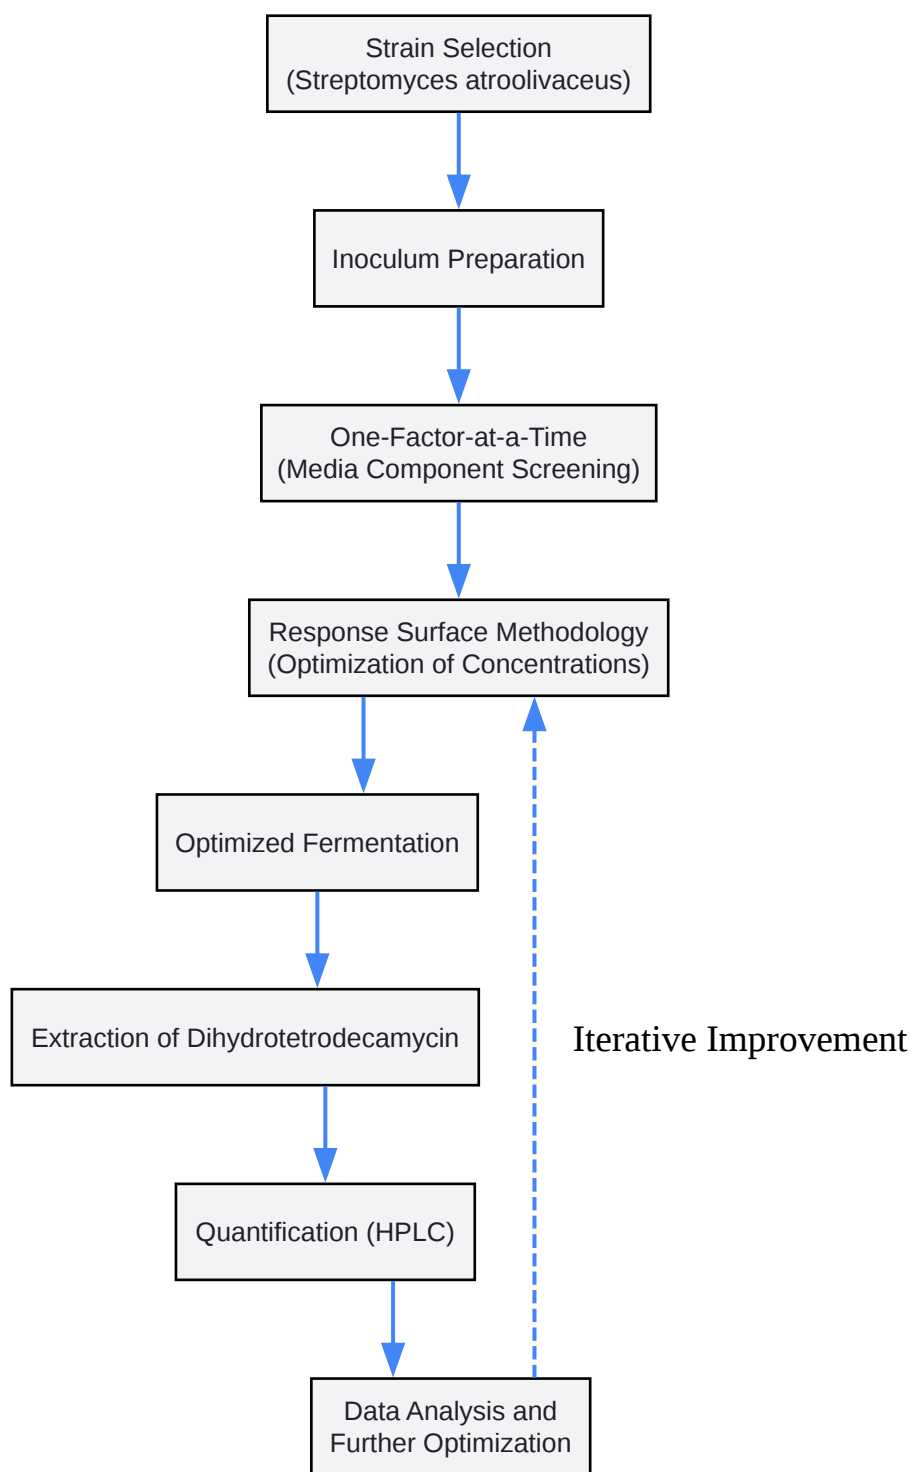 Strain Selection
(Streptomyces atroolivaceus)
Inoculum Preparation
One-Factor-at-a-Time
(Media Component Screening)
Response Surface Methodology
(Optimization of Concentrations)
Optimized Fermentation
Extraction of Dihydrotetrodecamycin
Iterative Improvement
Quantification (HPLC)
Data Analysis and
Further Optimization